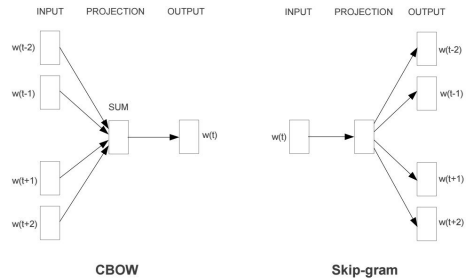 INPUT PROJECTION OUTPUT
w(t-2)
w(t-1)
SUM
w(t)
w(t+1)
w(t+2)
CBOW
INPUT PROJECTION OUTPUT
w(t-2)
w(t-1)
w(t)
w(t+1)
w(t+2)
Skip-gram